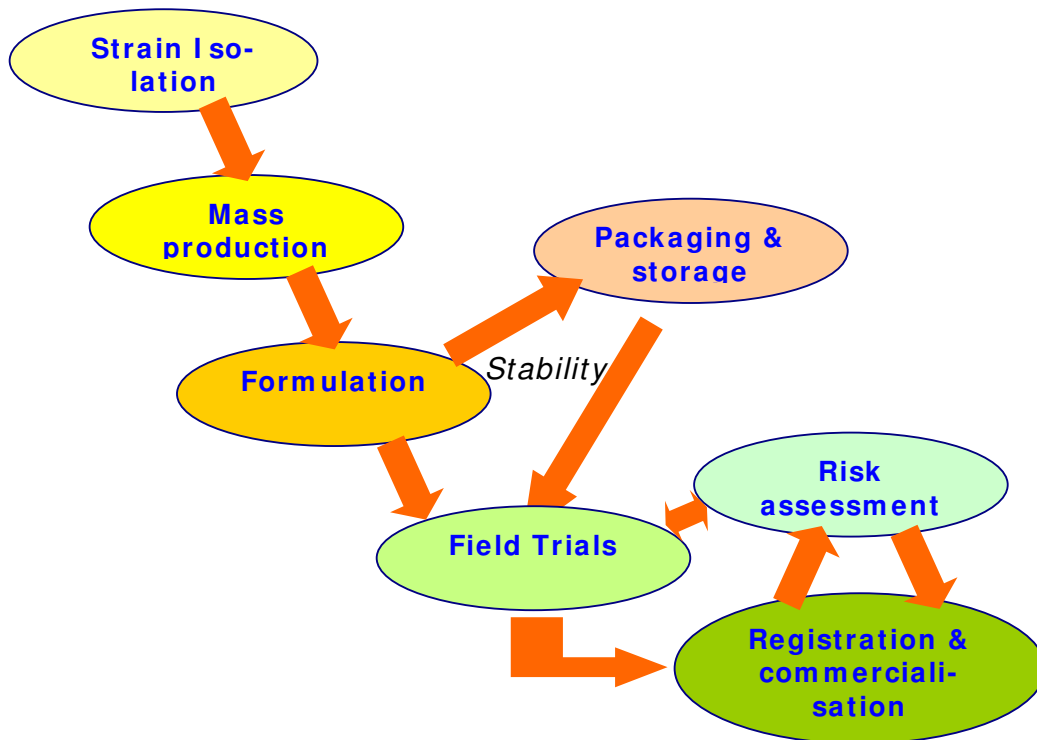 Strain Iso-
lation
Mass
production
Packaging &
storage
Stability
Formulation
Risk
assessment
Field Trials
Registration &
commerciali-
sation